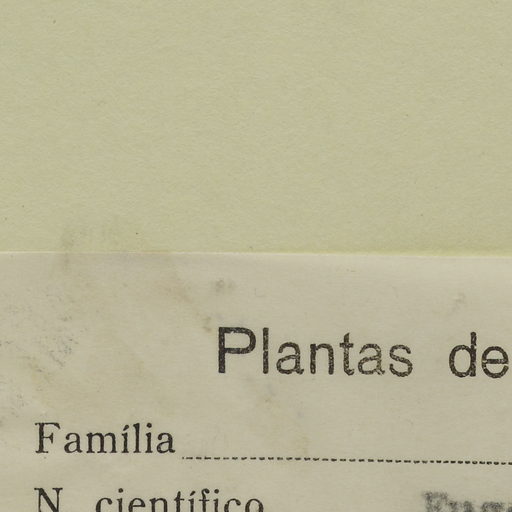 Plantas de
Família
N. científico